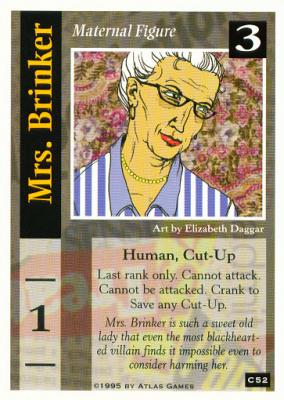 Mrs. Brinker
Maternal Figure
3
Art by Elizabeth Daggar
1
Human, Cut-Up
Last rank only. Cannot attack.
Cannot be attacked. Crank to
Save any Cut-Up.
Mrs. Brinker is such a sweet old
lady that even the most blackheart-
ed villain finds it impossible even to
consider harming her.
©1995 BY ATLAS GAMES
C52